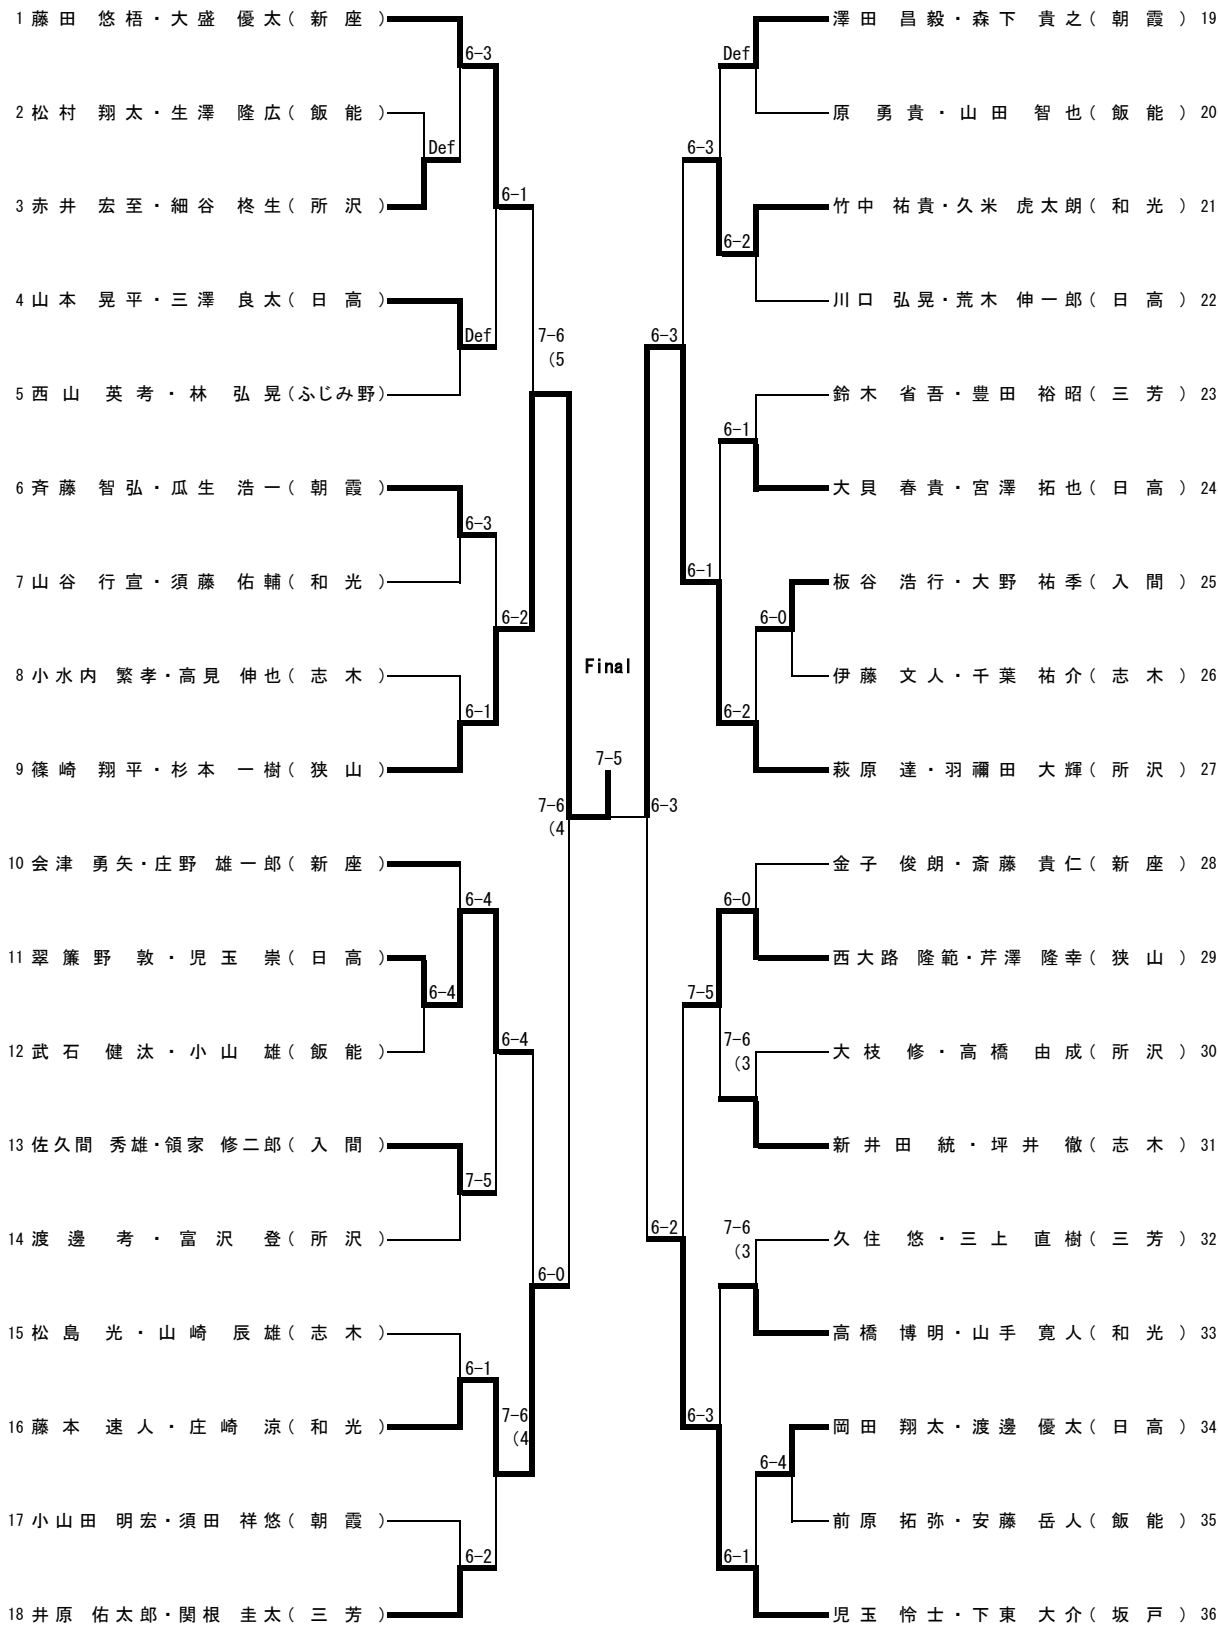 1 藤田 悠梧・大盛 優太（新座）
6-3
2 松村 翔太・生澤 隆広（飯能）
Def
3 赤井 宏至・細谷 柊生（所沢）
6-1
4 山本 晃平・三澤 良太（日高）
Def
7-6
(5
5 西山 英考・林 弘晃（ふじみ野）
6 斉藤 智弘・瓜生 浩一（朝霞）
6-3
7 山谷 行宣・須藤 佑輔（和光）
6-2
8 小水内 繁孝・高見 伸也（志木）
6-1
9 篠崎 翔平・杉本 一樹（狭山）
7-6
(4
10 会津 勇矢・庄野 雄一郎（新座）
6-4
11 翠簾野 敦・児玉 崇（日高）
6-4
12 武石 健汰・小山 雄（飯能）
6-4
13 佐久間 秀雄・領家 修二郎（入間）
7-5
14 渡邊 考・富沢 登（所沢）
6-0
15 松島 光・山崎 辰雄（志木）
6-1
16 藤本 速人・庄崎 涼（和光）
7-6
(4
17 小山田 明宏・須田 祥悠（朝霞）
6-2
18 井原 佑太郎・関根 圭太（三芳）
Final
7-5
澤田 昌毅・森下 貴之（朝霞） 19
Def
原 勇貴・山田 智也（飯能） 20
6-3
竹中 祐貴・久米 虎太朗（和光） 21
6-2
川口 弘晃・荒木 伸一郎（日高） 22
6-3
鈴木 省吾・豊田 裕昭（三芳） 23
6-1
大貝 春貴・宮澤 拓也（日高） 24
6-1
板谷 浩行・大野 祐季（入間） 25
6-0
伊藤 文人・千葉 祐介（志木） 26
6-2
萩原 達・羽禰田 大輝（所沢） 27
6-3
金子 俊朗・斎藤 貴仁（新座） 28
6-0
西大路 隆範・芹澤 隆幸（狭山） 29
7-5
大枝 修・高橋 由成（所沢） 30
7-6
(3
新井田 統・坪井 徹（志木） 31
6-2
久住 悠・三上 直樹（三芳） 32
7-6
(3
高橋 博明・山手 寛人（和光） 33
6-3
岡田 翔太・渡邊 優太（日高） 34
6-4
前原 拓弥・安藤 岳人（飯能） 35
6-1
児玉 怜士・下東 大介（坂戸） 36